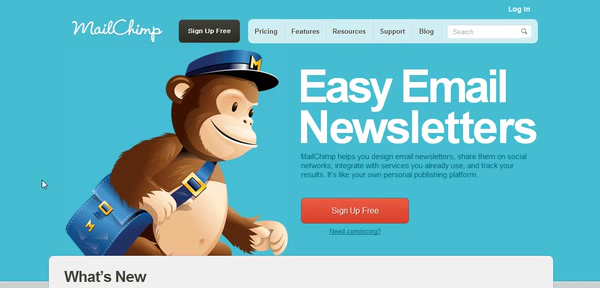 Log In
MailChimp
Sign Up Free
Pricing
Features
Resources
Support
Blog
Search
M
Easy Email
Newsletters
MailChimp helps you design email newsletters, share them on social
networks, integrate with services you already use, and track your
results. It's like your own personal publishing platform.
M
Sign Up Free
Need convincing?
What's New